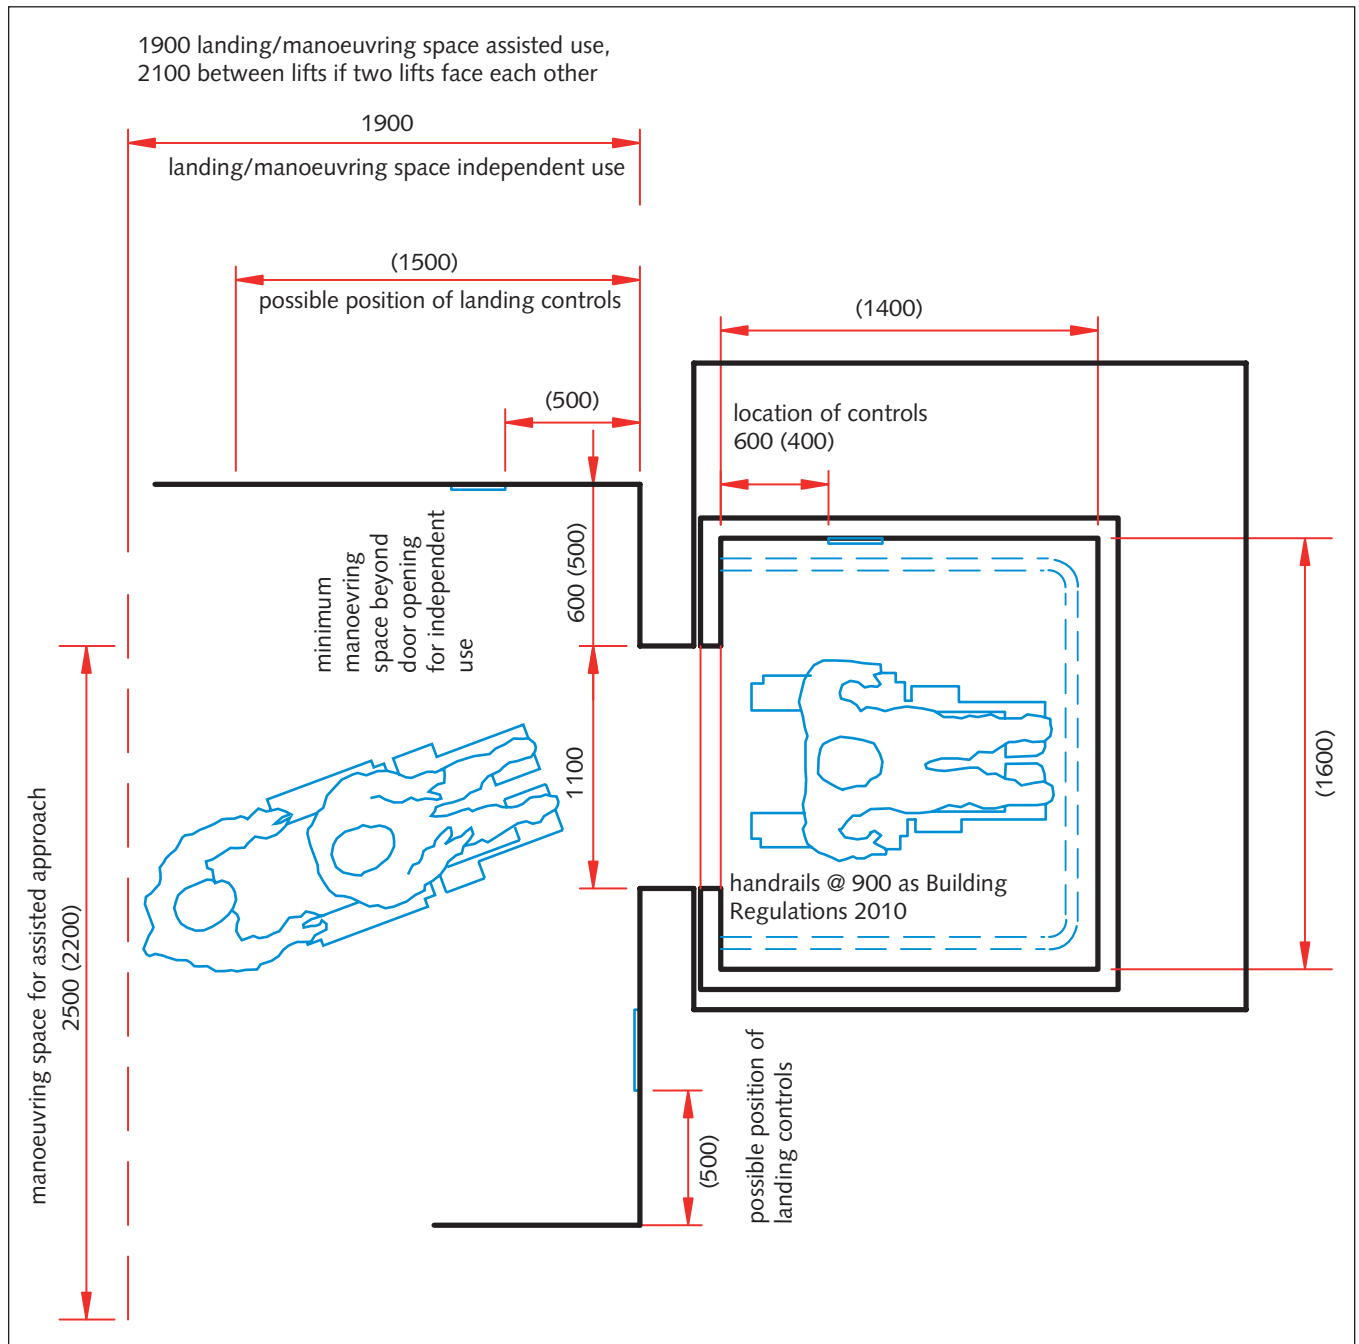 1900 landing/manoeuvring space assisted use,
2100 between lifts if two lifts face each other
1900
landing/manoeuvring space independent use
(1500)
possible position of landing controls
(1400)
(500)
location of controls
600 (400)
minimum
manoevring
space beyond
door opening
for independent
use
600 (500)
1100
(1600)
handrails @ 900 as Building
Regulations 2010
manoeuvring space for assisted approach
2500 (2200)
(500)
possible position of
landing controls